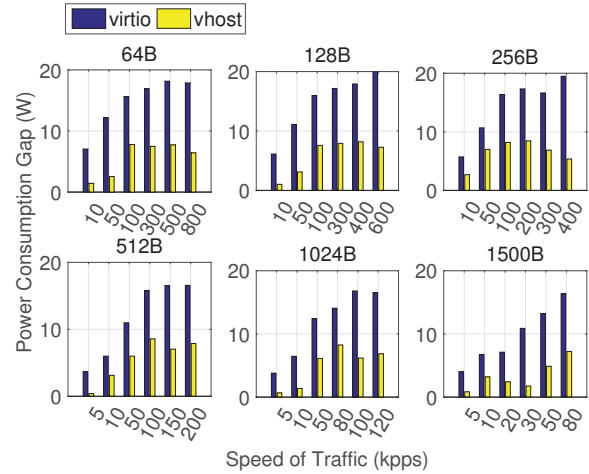 virtio vhost
64B 128B 256B
20 20 20
10 10 10
0 0 0
10 50 100 300 500 800
10 50 100 300 400 600
10 50 100 200 300 400
512B 1024B 1500B
20 20 20
10 10 10
0 0 0
5 10 50 100 150 200
5 10 50 80 100 120
5 10 20 30 50 80
Power Consumption Gap (W)
Speed of Traffic (kpps)